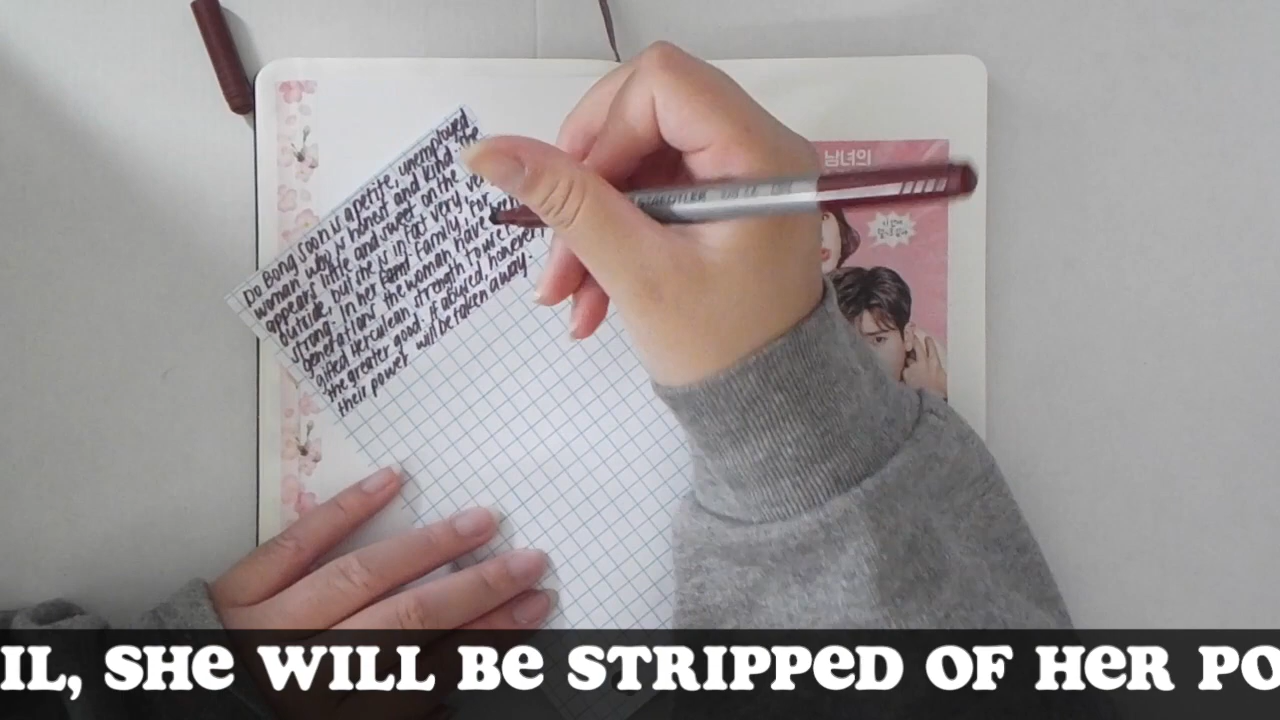 Do Bong Soon is a petite, unemployed
woman who is honest and kind. She
appears little and sweet on the
outside, but she is in fact very, ver
strong. In her family family, for
generations the woman have been
gifted Herculean strength to use
the greater good. If abused, however,
their power will be taken away.
남녀의
STAEDTLER
IL, SHE WILL BE STRIPPED OF HER PO